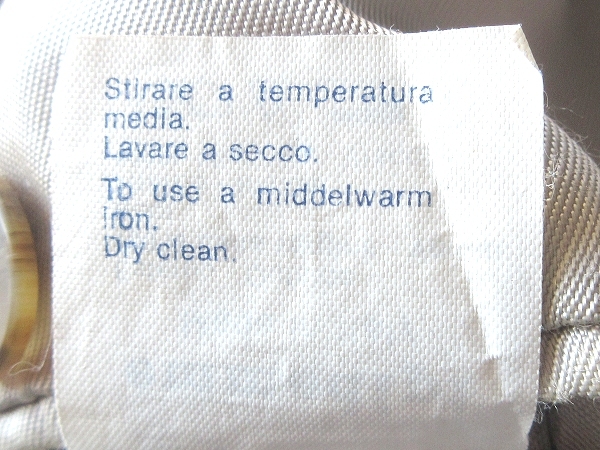 Stirare a temperatura
media.
Lavare a secco.
To use a middelwarm
iron.
Dry clean.